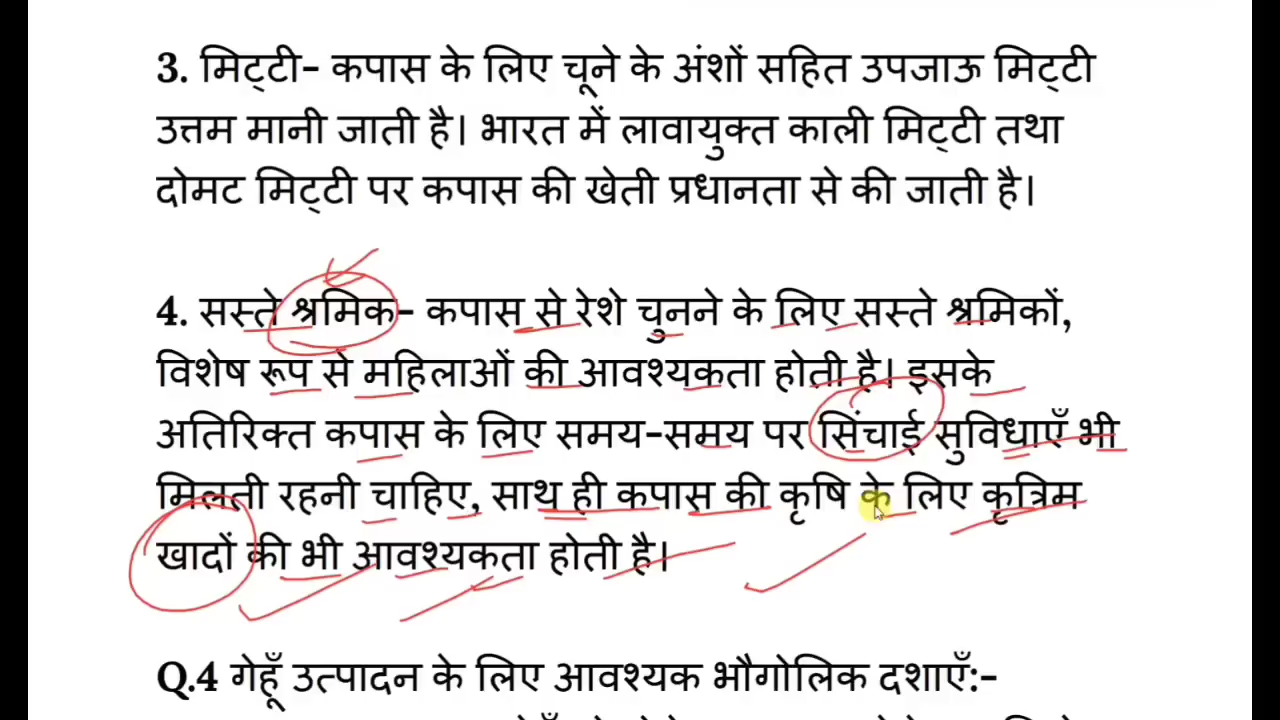 3. मिट्टी- कपास के लिए चूने के अंशों सहित उपजाऊ मिट्टी
उत्तम मानी जाती है। भारत में लावायुक्त काली मिट्टी तथा
दोमट मिट्टी पर कपास की खेती प्रधानता से की जाती है।
4. सस्ते श्रमिक- कपास से रेशे चुनने के लिए सस्ते श्रमिकों,
विशेष रूप से महिलाओं की आवश्यकता होती है। इसके
अतिरिक्त कपास के लिए समय-समय पर सिंचाई सुविधाएँ भी
मिलती रहनी चाहिए, साथ ही कपास की कृषि के लिए कृत्रिम
खादों की भी आवश्यकता होती है।
Q.4 गेहूँ उत्पादन के लिए आवश्यक भौगोलिक दशाएँ:-